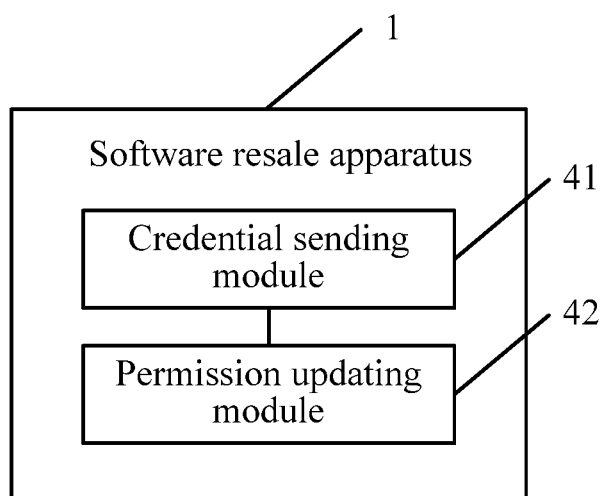 1
Software resale apparatus
41
Credential sending
module
42
Permission updating
module